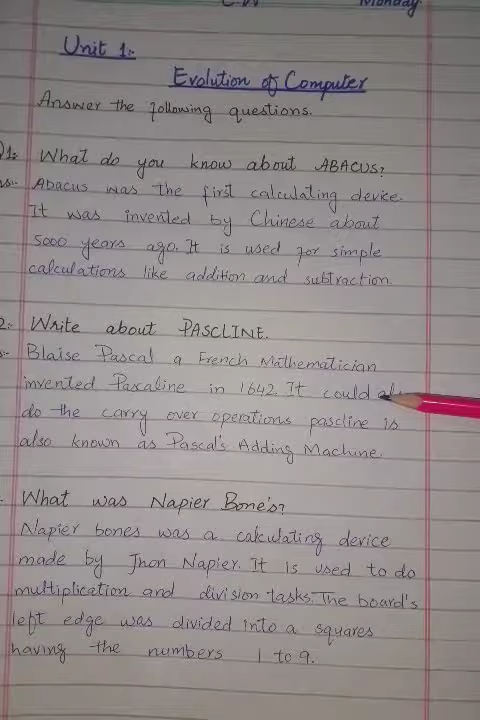 C.W Monday
Unit 1:-
Evolution of Computer
Answer the following questions.
Q1: What do you know about ABACUS?
Ans:- Abacus was the first calculating device.
It was invented by Chinese about
5000 years ago. It is used for simple
calculations like addition and subtraction.
2:- Write about PASCLINE.
Blaise Pascal a French Mathematician
invented Pascaline in 1642. It could
do the carry over operations pascline is
also known as Pascal's Adding Machine.
What was Napier Bone's?
Napier bones was a calculating device
made by Jhon Napier. It is used to do
multiplication and division tasks. The board's
left edge was divided into a squares
having the numbers 1 to 9.